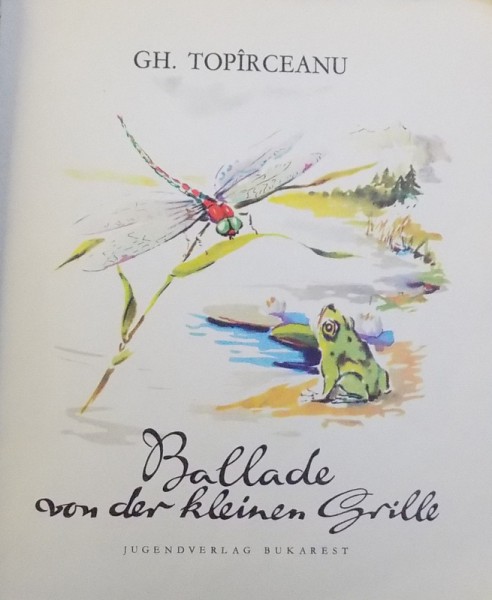 GH. TOPÎRCEANU
Ballade
von der kleinen Grille
JUGENDVERLAG BUKAREST